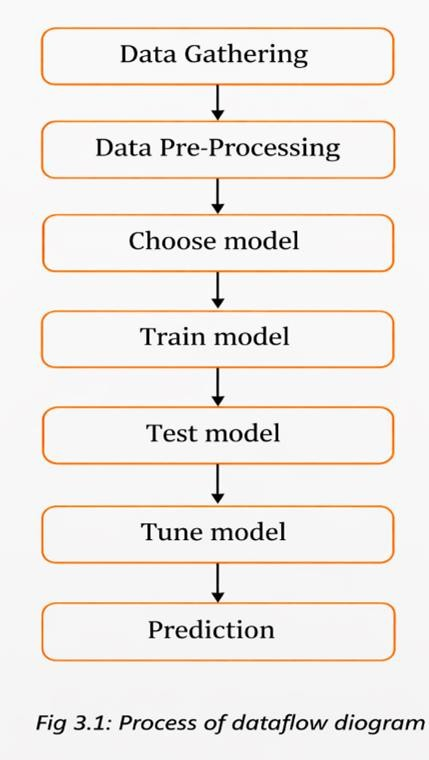 Data Gathering
Data Pre-Processing
Choose model
Train model
Test model
Tune model
Prediction
Fig 3.1: Process of dataflow diogram